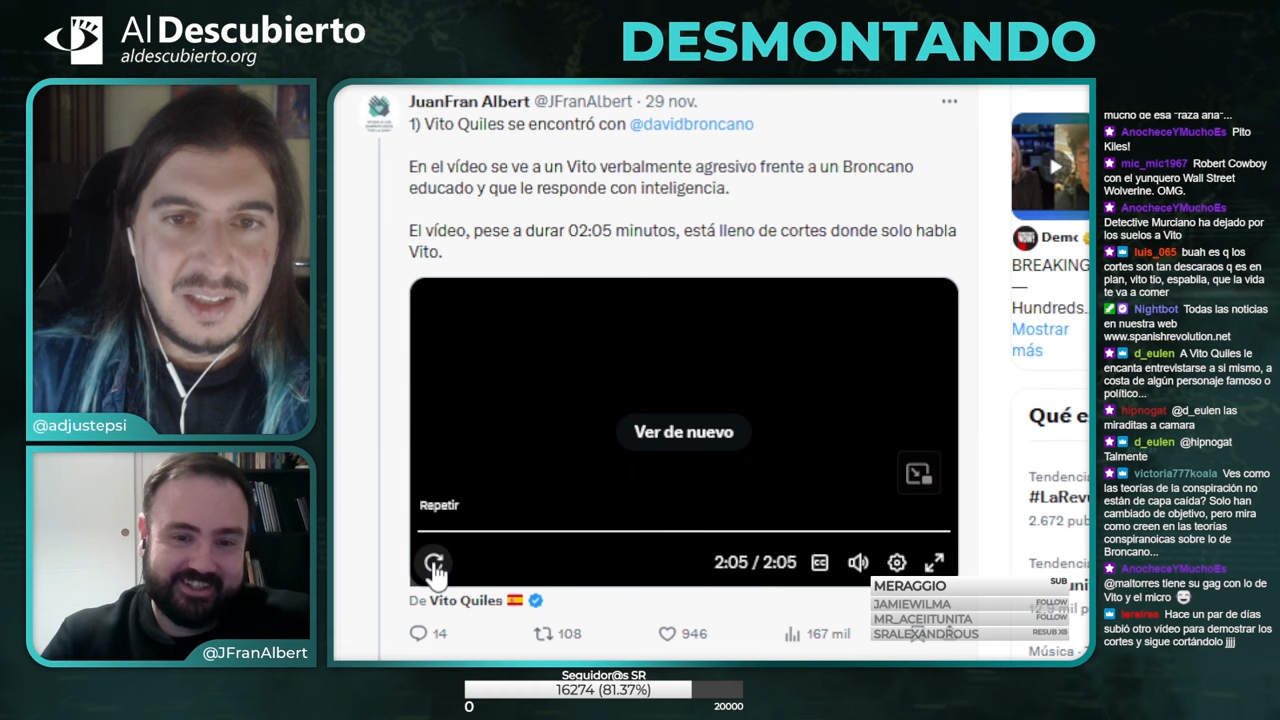 Al Descubierto
aldescubierto.org
DESMONTANDO
@adjustepsi
@JFranAlbert
JuanFran Albert @JFranAlbert · 29 nov.
1) Vito Quiles se encontró con @davidbroncano
En el vídeo se ve a un Vito verbalmente agresivo frente a un Broncano
educado y que le responde con inteligencia.
El vídeo, pese a durar 02:05 minutos, está lleno de cortes donde solo habla
Vito.
Ver de nuevo
Repetir
2:05 / 2:05
CC
De Vito Quiles
14
108
946
167 mil
BREAKING
—
Hundreds...
Mostrar
más
Qué e
Tendencia
#LaRevu
2.672 pub
Tendencia
Música ·
MERAGGIO SUB
JAMIEWILMA FOLLOW
MR_ACEIITUNITA FOLLOW
SRALEXANDROUS RESUB X8
mucho de esa "raza aria"...
AnocheceYMuchoEs Pito
Kiles!
mic_mic1967 Robert Cowboy
con el yunquero Wall Street
Wolverine. OMG.
AnocheceYMuchoEs
Detective Murciano ha dejado por
los suelos a Vito
luis_065 buah es q los
cortes son tan descaraos q es en
plan, vito tio, espabila, que la vida
te va a comer
Nightbot Todas las noticias
en nuestra web
www.spanishrevolution.net
d_eulen A Vito Quiles le
encanta entrevistarse a si mismo, a
costa de algún personaje famoso o
político...
hipnogat @d_eulen las
miraditas a camara
d_eulen @hipnogat
Talmente
victoria777koala Ves como
las teorías de la conspiración no
están de capa caída? Solo han
cambiado de objetivo, pero mira
como creen en las teorías
conspiranoicas sobre lo de
Broncano...
AnocheceYMuchoEs
@maltorres tiene su gag con lo de
Vito y el micro
Hace un par de días
subió otro vídeo para demostrar los
cortes y sigue cortándolo jjjj
Seguidor@s SR
16274 (81.37%)
0
20000